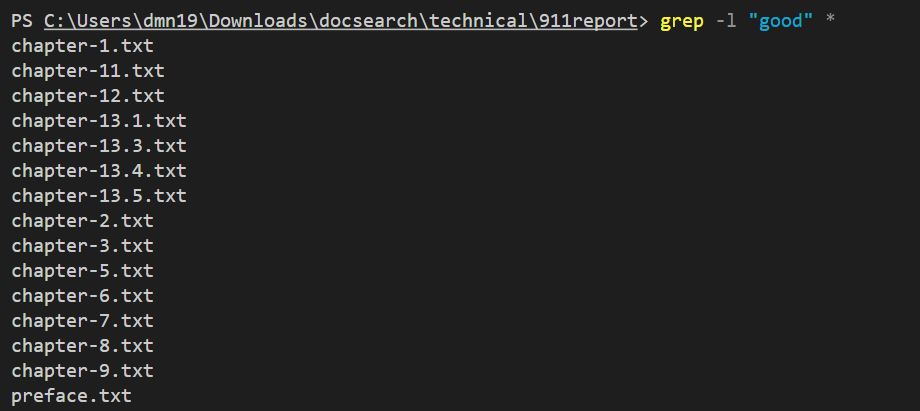 PS C:\Users\dmn19\Downloads\docsearch\technical\911report> grep -l "good" *
chapter-1.txt
chapter-11.txt
chapter-12.txt
chapter-13.1.txt
chapter-13.3.txt
chapter-13.4.txt
chapter-13.5.txt
chapter-2.txt
chapter-3.txt
chapter-5.txt
chapter-6.txt
chapter-7.txt
chapter-8.txt
chapter-9.txt
preface.txt